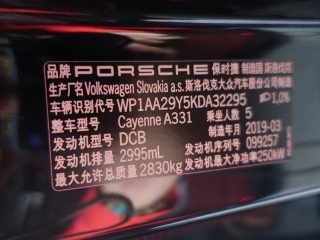 品牌 PORSCHE 保时捷 制造国 斯洛伐克
生产厂名 Volkswagen Slovakia a.s. 斯洛伐克大众汽车股份公司制造
车辆识别代号 WP1AA29Y5KDA32295 1,0%
整车型号 Cayenne A331 乘坐人数 5
发动机型号 DCB 制造年月 2019-03
发动机排量 2995mL 发动机号 099257
最大允许总质量 2830kg 发动机最大净功率 250kW